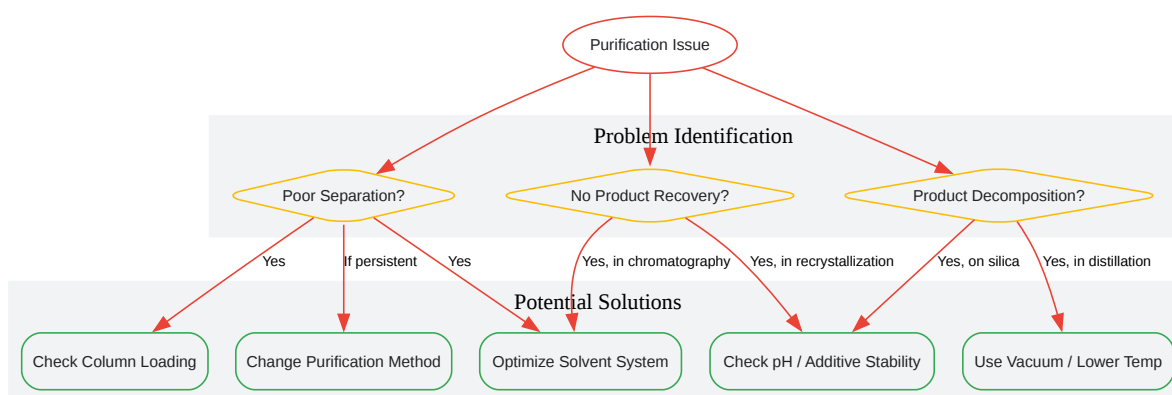 Purification Issue
Problem Identification
Poor Separation?
No Product Recovery?
Product Decomposition?
Yes
If persistent
Yes
Yes, in chromatography
Yes, in recrystallization
Yes, on silica
Yes, in distillation
Potential Solutions
Check Column Loading
Change Purification Method
Optimize Solvent System
Check pH / Additive Stability
Use Vacuum / Lower Temp